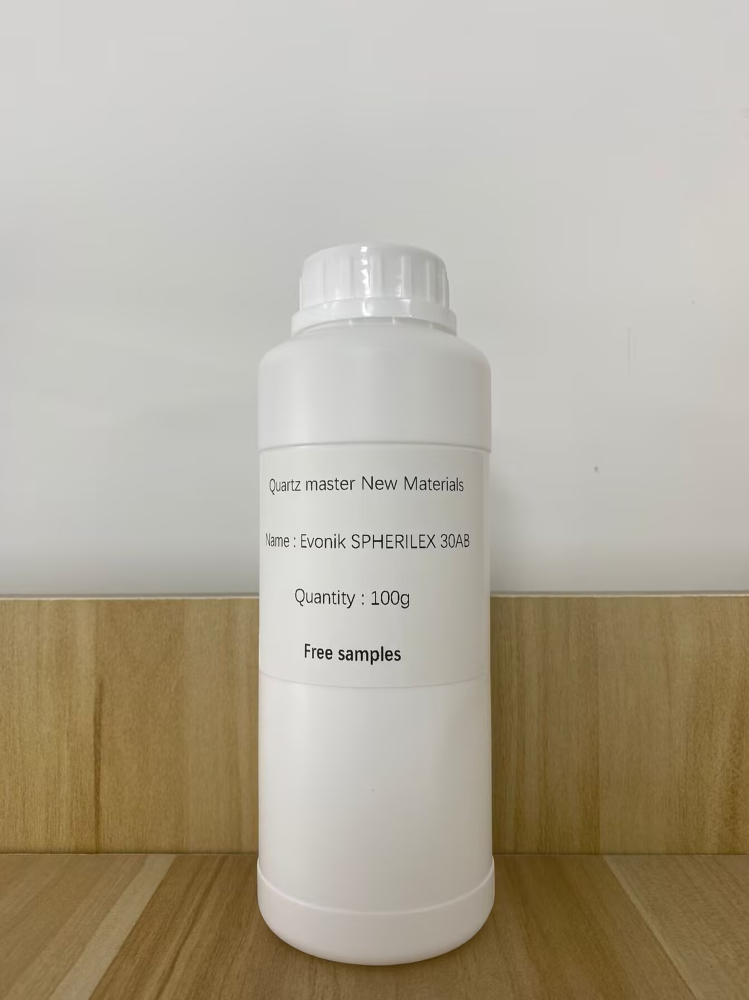 Quartz master New Materials
Name : Evonik SPHERILEX 30AB
Quantity : 100g
Free samples